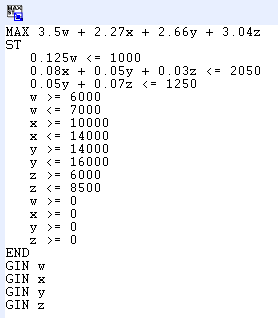 MAX 3.5w + 2.27x + 2.66y + 3.04z
ST
0.125w <= 1000
0.08x + 0.05y + 0.03z <= 2050
0.05y + 0.07z <= 1250
w >= 6000
w <= 7000
x >= 10000
x <= 14000
y >= 14000
y <= 16000
z >= 6000
z <= 8500
w >= 0
x >= 0
y >= 0
z >= 0
END
GIN w
GIN x
GIN y
GIN z